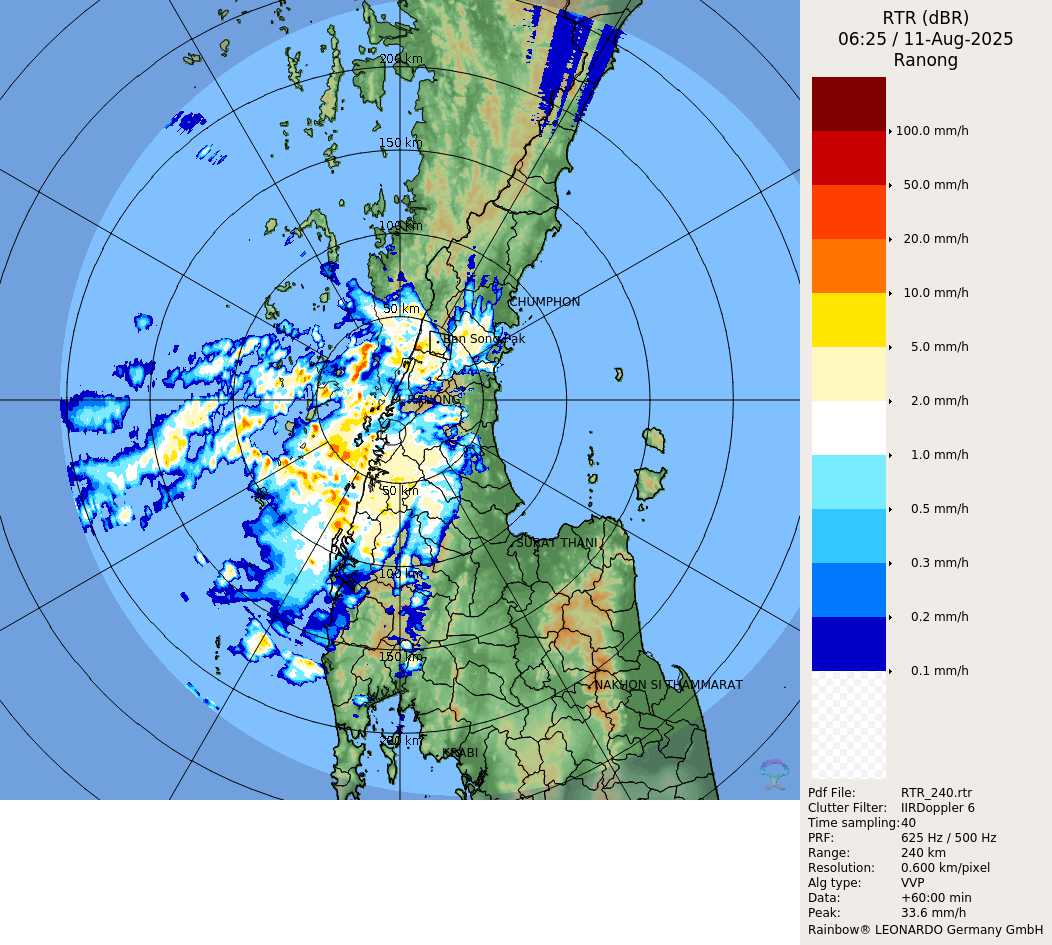 RTR (dBR)
06:25 / 11-Aug-2025
Ranong
200 km
150 km
100 km
50 km
CHUMPHON
Ban Song Pak
RANONG
50 km
SURAT THANI
100 km
150 km
NAKHON SI THAMMARAT
200 km
KRABI
100.0 mm/h
50.0 mm/h
20.0 mm/h
10.0 mm/h
5.0 mm/h
2.0 mm/h
1.0 mm/h
0.5 mm/h
0.3 mm/h
0.2 mm/h
0.1 mm/h
Pdf File: RTR_240.rtr
Clutter Filter: IIRDoppler 6
Time sampling: 40
PRF: 625 Hz / 500 Hz
Range: 240 km
Resolution: 0.600 km/pixel
Alg type: VVP
Data: +60:00 min
Peak: 33.6 mm/h
Rainbow® LEONARDO Germany GmbH